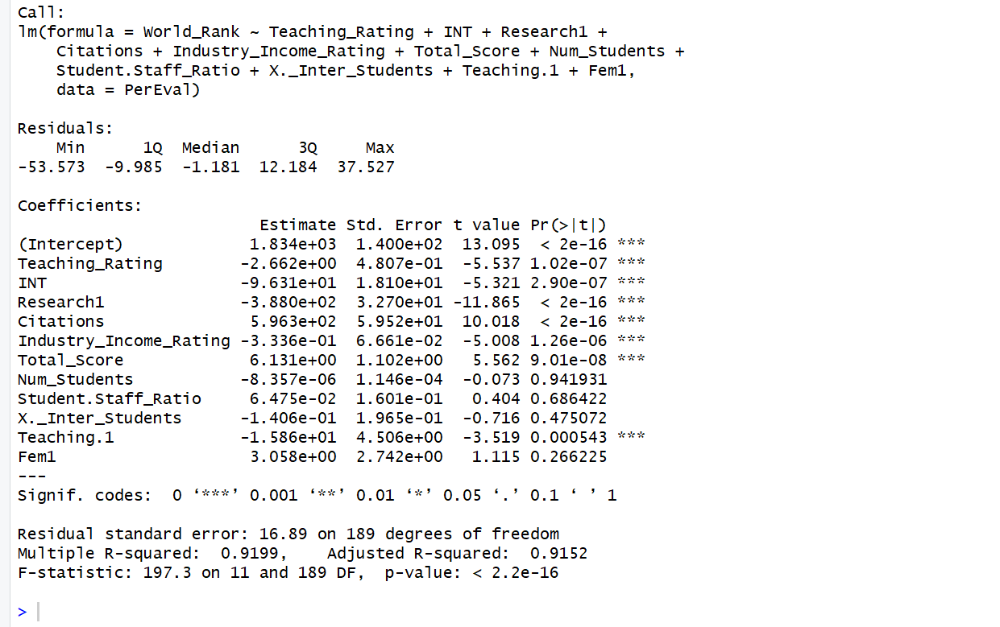 Call:
lm(formula = World_Rank ~ Teaching_Rating + INT + Research1 +
    Citations + Industry_Income_Rating + Total_Score + Num_Students +
    Student.Staff_Ratio + X._Inter_Students + Teaching.1 + Fem1,
    data = PerEval)

Residuals:
    Min      1Q  Median      3Q     Max
-53.573  -9.985  -1.181  12.184  37.527

Coefficients:
                         Estimate Std. Error t value Pr(>|t|)
(Intercept)             1.834e+03  1.400e+02  13.095  < 2e-16 ***
Teaching_Rating        -2.662e+00  4.807e-01  -5.537 1.02e-07 ***
INT                    -9.631e+01  1.810e+01  -5.321 2.90e-07 ***
Research1              -3.880e+02  3.270e+01 -11.865  < 2e-16 ***
Citations               5.963e+02  5.952e+01  10.018  < 2e-16 ***
Industry_Income_Rating -3.336e-01  6.661e-02  -5.008 1.26e-06 ***
Total_Score             6.131e+00  1.102e+00   5.562 9.01e-08 ***
Num_Students           -8.357e-06  1.146e-04  -0.073 0.941931
Student.Staff_Ratio     6.475e-02  1.601e-01   0.404 0.686422
X._Inter_Students      -1.406e-01  1.965e-01  -0.716 0.475072
Teaching.1             -1.586e+01  4.506e+00  -3.519 0.000543 ***
Fem1                    3.058e+00  2.742e+00   1.115 0.266225
---
Signif. codes:  0 ‘***’ 0.001 ‘**’ 0.01 ‘*’ 0.05 ‘.’ 0.1 ‘ ’ 1

Residual standard error: 16.89 on 189 degrees of freedom
Multiple R-squared:  0.9199,    Adjusted R-squared:  0.9152
F-statistic: 197.3 on 11 and 189 DF,  p-value: < 2.2e-16

>